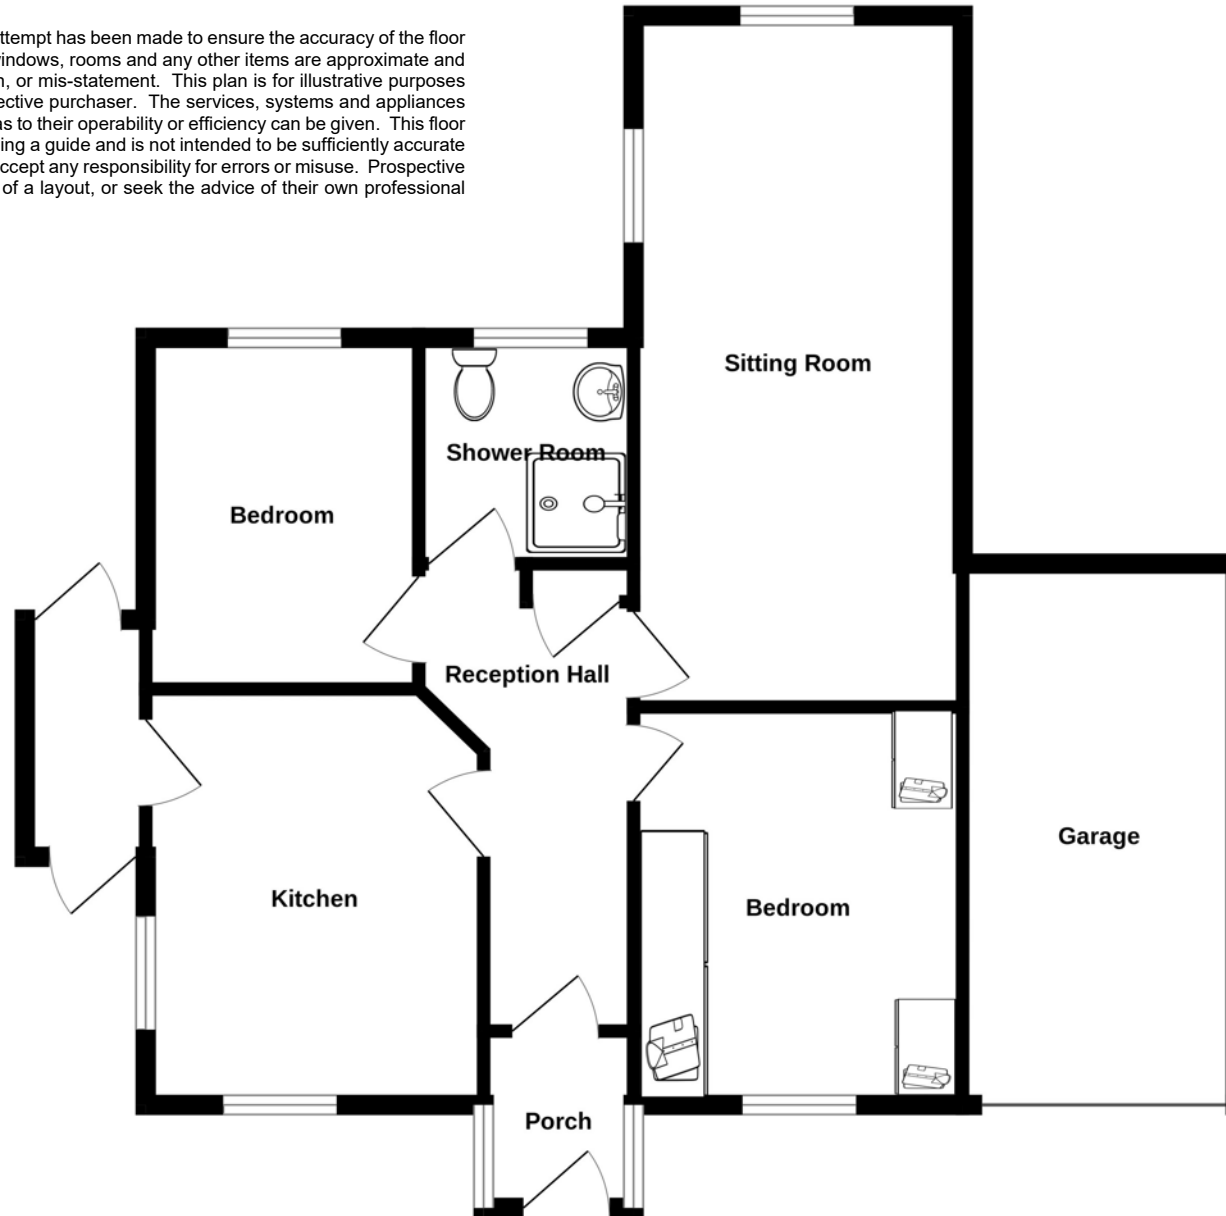 ttempt has been made to ensure the accuracy of the floor
indows, rooms and any other items are approximate and
or mis-statement. This plan is for illustrative purposes
ective purchaser. The services, systems and appliances
as to their operability or efficiency can be given. This floor
ing a guide and is not intended to be sufficiently accurate
ccept any responsibility for errors or misuse. Prospective
of a layout, or seek the advice of their own professional
Sitting Room
Shower Room
Bedroom
Reception Hall
Garage
Kitchen
Bedroom
Porch